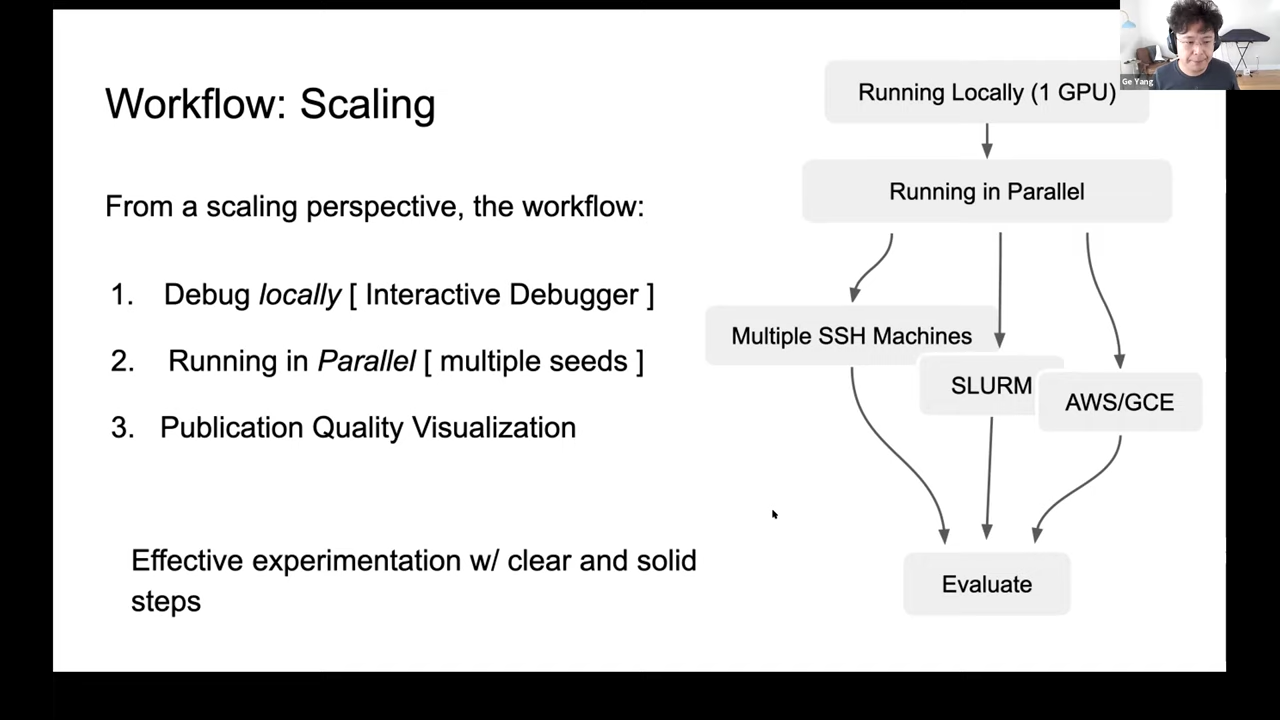 Workflow: Scaling
From a scaling perspective, the workflow:
1. Debug locally [ Interactive Debugger ]
2. Running in Parallel [ multiple seeds ]
3. Publication Quality Visualization
Effective experimentation w/ clear and solid
steps
Running Locally (1 GPU)
Running in Parallel
Multiple SSH Machines
SLURM
AWS/GCE
Evaluate
Ge Yang